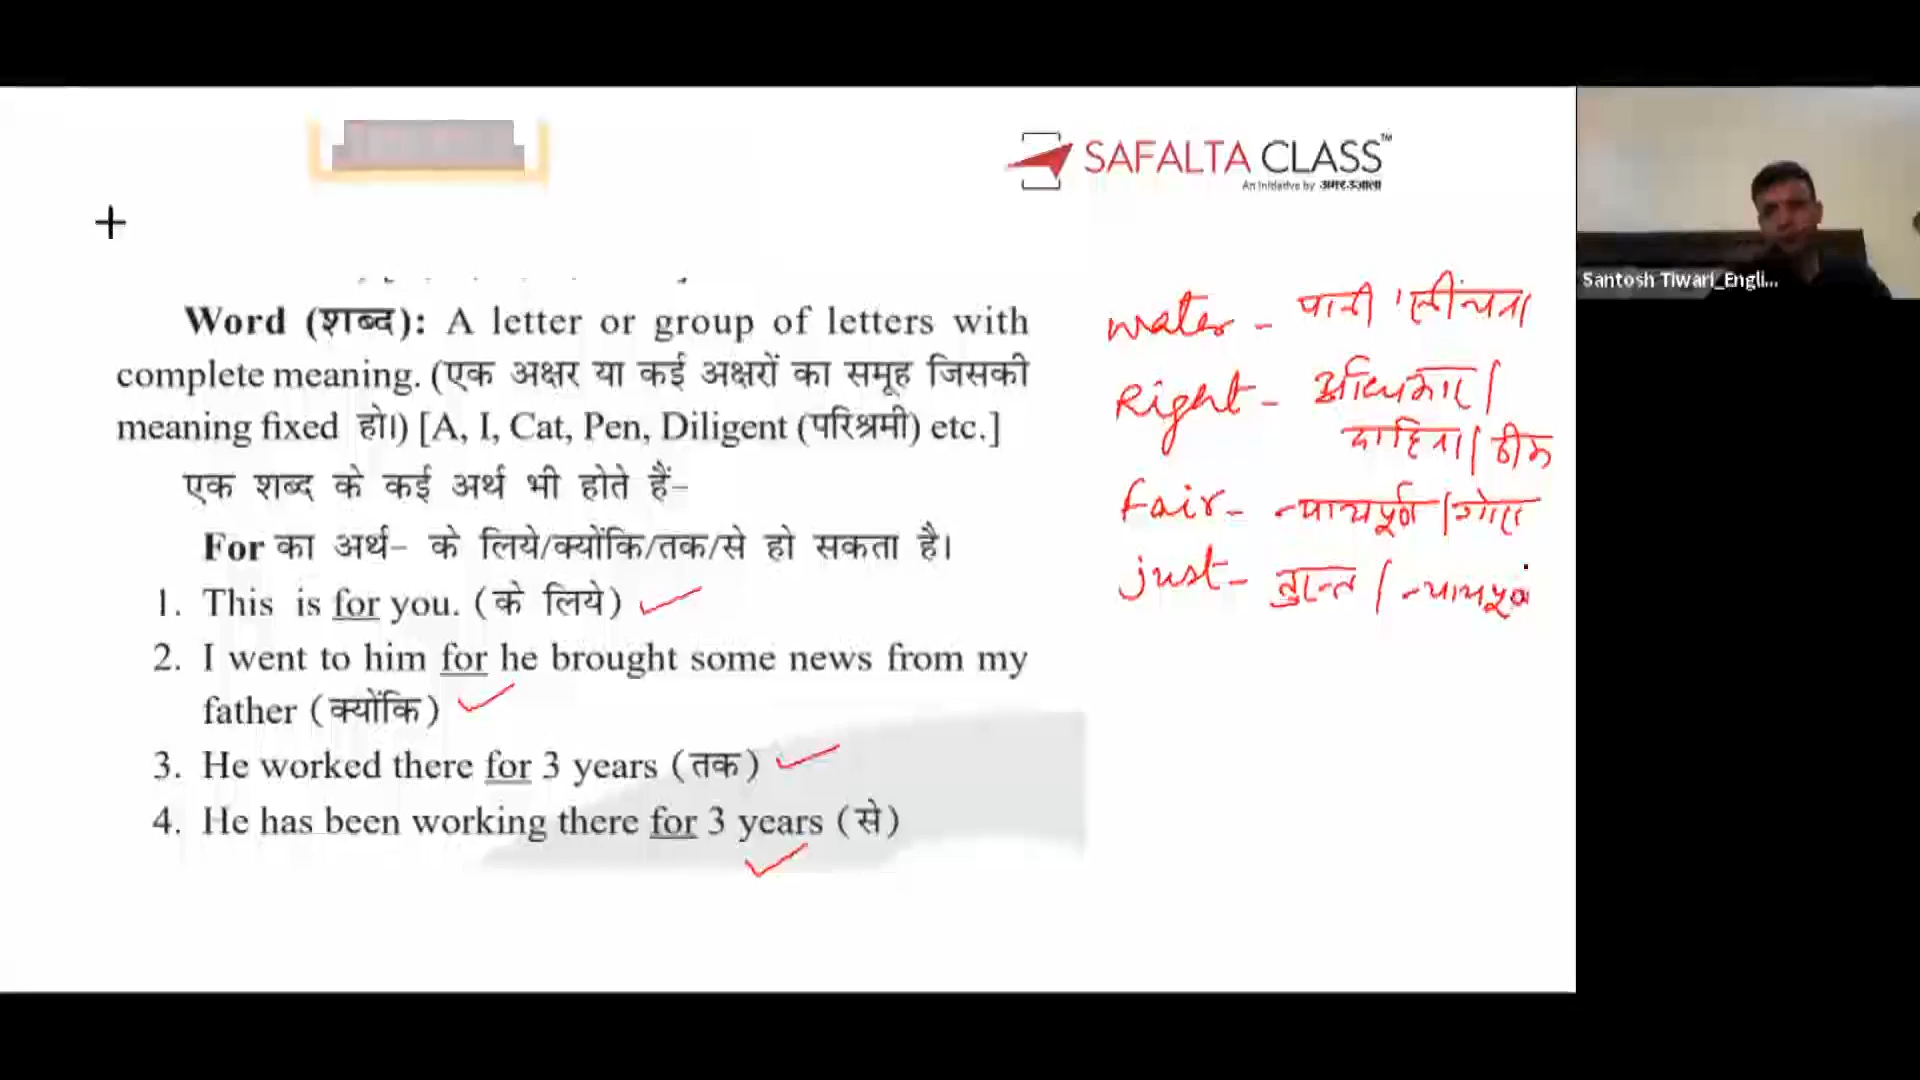 SAFALTA CLASS™
An Initiative by अमर उजाला
Word (शब्द): A letter or group of letters with
complete meaning. (एक अक्षर या कई अक्षरों का समूह जिसकी
meaning fixed हो।) [A, I, Cat, Pen, Diligent (परिश्रमी) etc.]
एक शब्द के कई अर्थ भी होते हैं–
For का अर्थ– के लिये/क्योंकि/तक/से हो सकता है।
1. This is for you. (के लिये)
2. I went to him for he brought some news from my
father (क्योंकि)
3. He worked there for 3 years (तक)
4. He has been working there for 3 years (से)
water - पानी
Right - अधिकार/
दाहिना/ठीक
Fair - न्यायपूर्ण/गोरा
just - तुरन्त/न्यायपूर्ण
Santosh Tiwari_Engli...